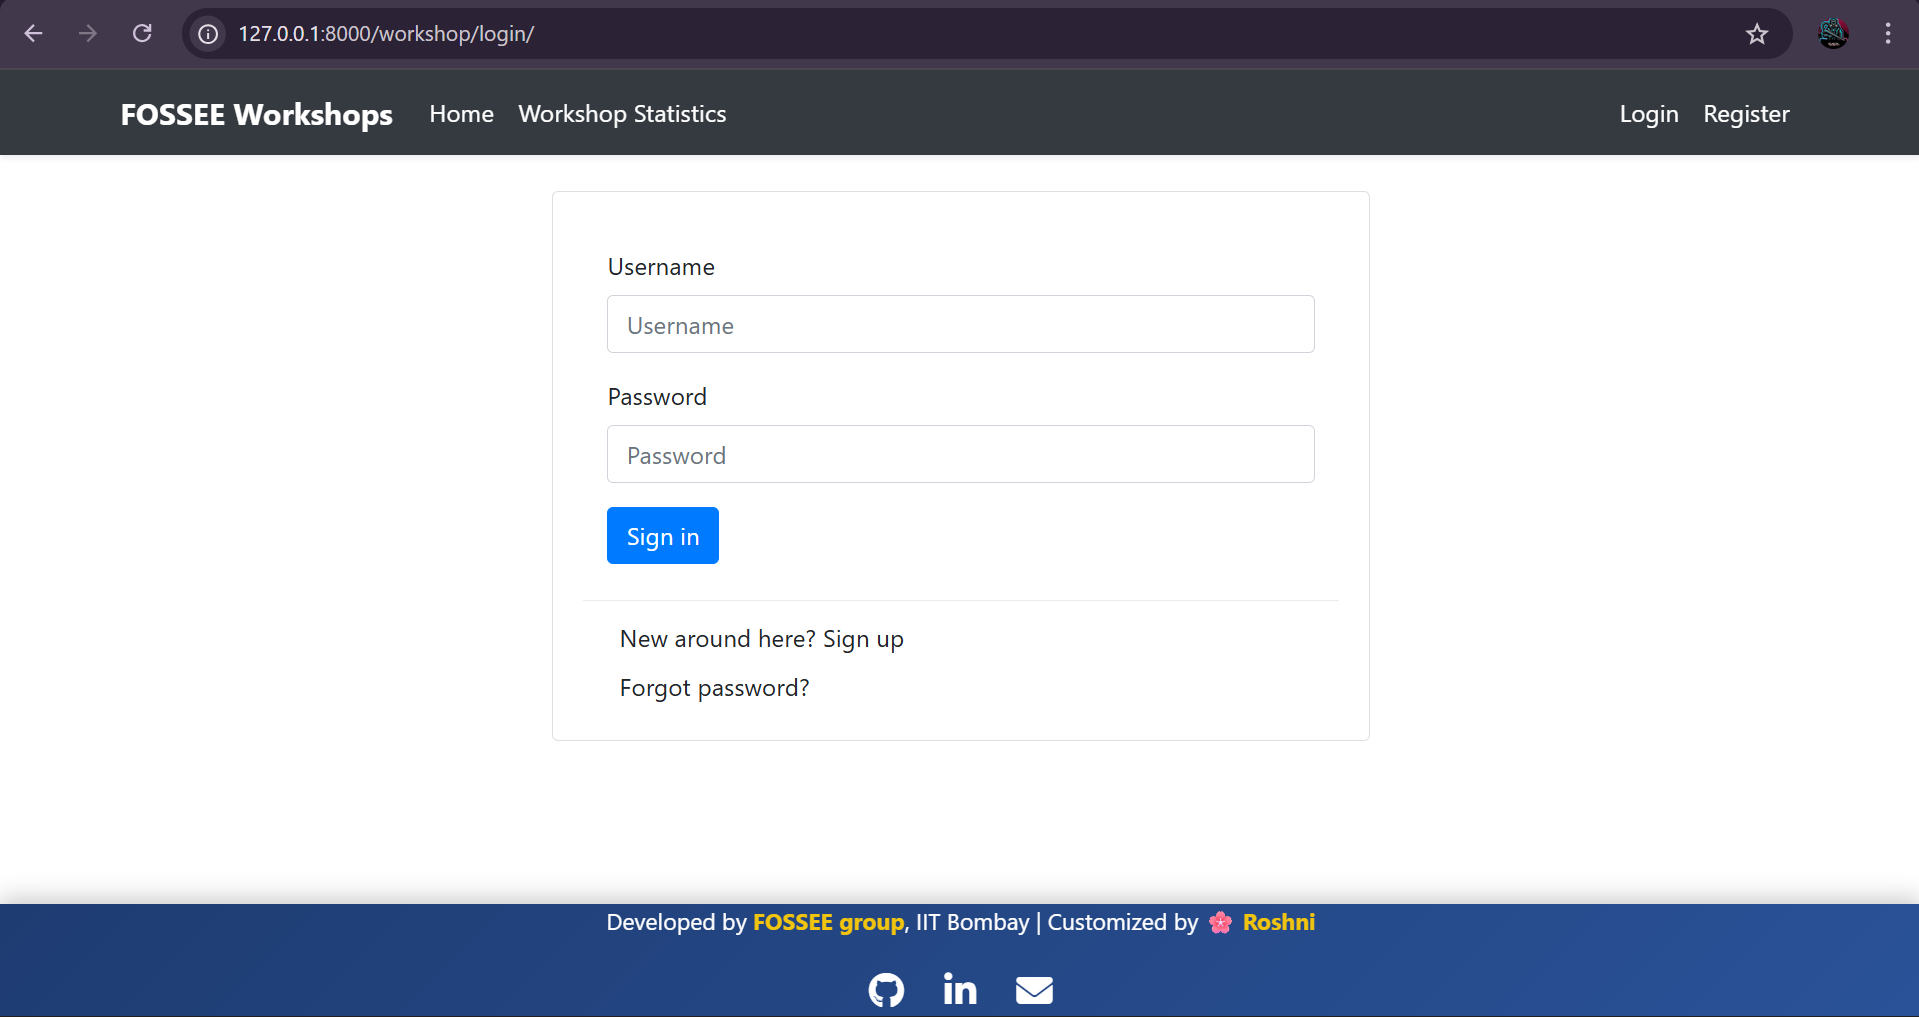 127.0.0.1:8000/workshop/login/
FOSSEE Workshops Home Workshop Statistics Login Register
Username
Username
Password
Password
Sign in
New around here? Sign up
Forgot password?
Developed by FOSSEE group, IIT Bombay | Customized by 🌸 Roshni